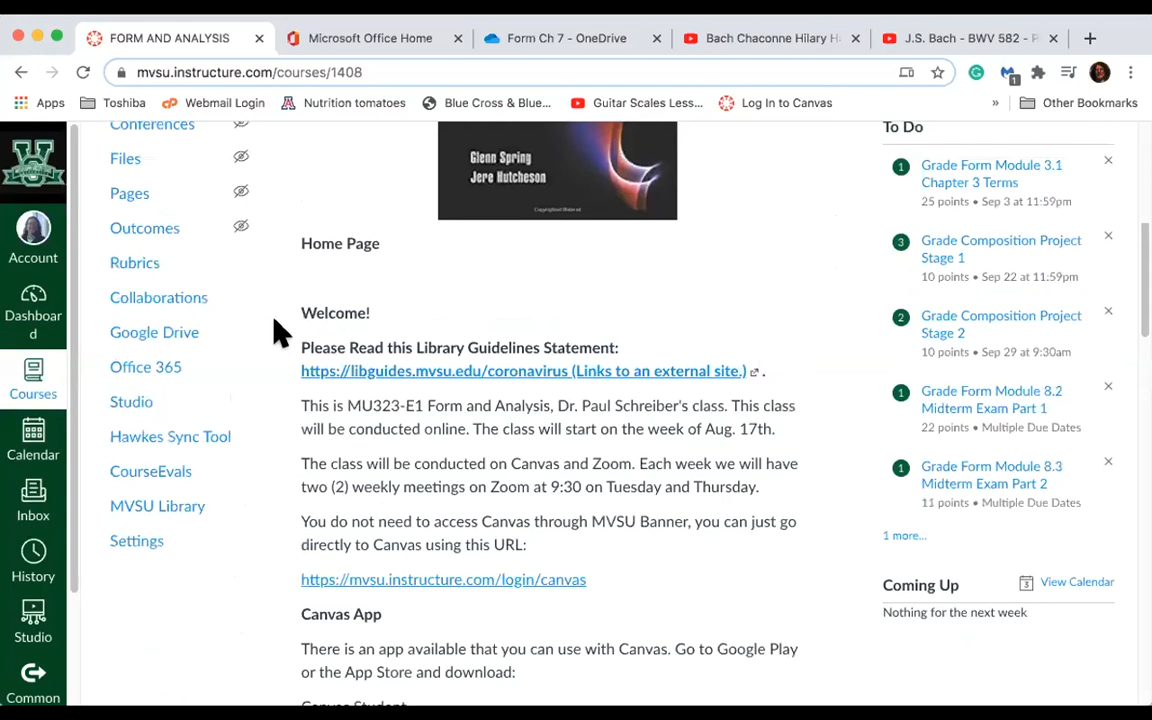 FORM AND ANALYSIS
Microsoft Office Home
Form Ch 7 - OneDrive
Bach Chaconne Hilary H
J.S. Bach - BWV 582 - P
mvsu.instructure.com/courses/1408
1
Apps
Toshiba
Webmail Login
Nutrition tomatoes
Blue Cross & Blue...
Guitar Scales Less...
Log In to Canvas
»
Other Bookmarks
Account
Dashboar
d
Courses
Calendar
Inbox
History
Studio
Common
Conferences
Files
Pages
Outcomes
Rubrics
Collaborations
Google Drive
Office 365
Studio
Hawkes Sync Tool
CourseEvals
MVSU Library
Settings
Glenn Spring
Jere Hutcheson
Copyrighted Material
Home Page
Welcome!
Please Read this Library Guidelines Statement:
https://libguides.mvsu.edu/coronavirus (Links to an external site.) .
This is MU323-E1 Form and Analysis, Dr. Paul Schreiber's class. This class
will be conducted online. The class will start on the week of Aug. 17th.
The class will be conducted on Canvas and Zoom. Each week we will have
two (2) weekly meetings on Zoom at 9:30 on Tuesday and Thursday.
You do not need to access Canvas through MVSU Banner, you can just go
directly to Canvas using this URL:
https://mvsu.instructure.com/login/canvas
Canvas App
There is an app available that you can use with Canvas. Go to Google Play
or the App Store and download:
Canvas Student
To Do
1
Grade Form Module 3.1
Chapter 3 Terms
25 points • Sep 3 at 11:59pm
3
Grade Composition Project
Stage 1
10 points • Sep 22 at 11:59pm
2
Grade Composition Project
Stage 2
10 points • Sep 29 at 9:30am
1
Grade Form Module 8.2
Midterm Exam Part 1
22 points • Multiple Due Dates
1
Grade Form Module 8.3
Midterm Exam Part 2
11 points • Multiple Due Dates
1 more...
Coming Up
3
View Calendar
Nothing for the next week